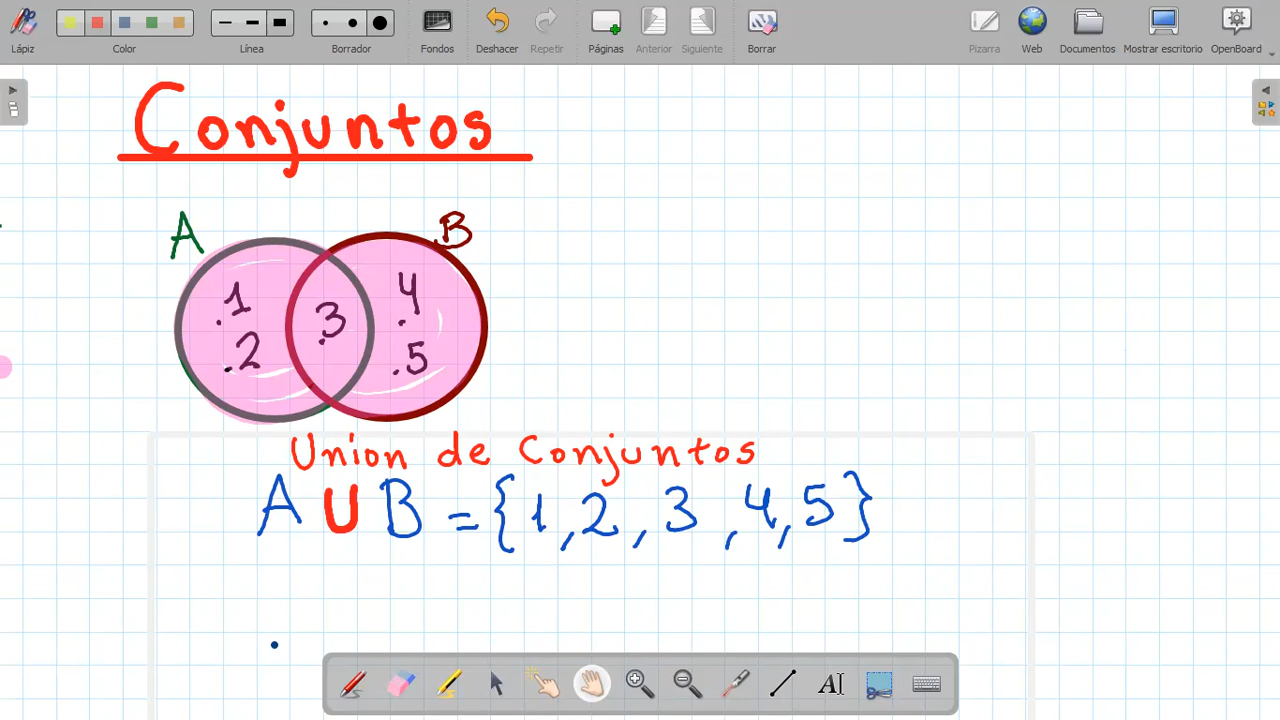 Lápiz Color Línea Borrador Fondos Deshacer Repetir Páginas Anterior Siguiente Borrar Pizarra Web Documentos Mostrar escritorio OpenBoard
Conjuntos
A B
.1 .3 .4
.2 .5
Union de Conjuntos
A U B = {1,2,3,4,5}